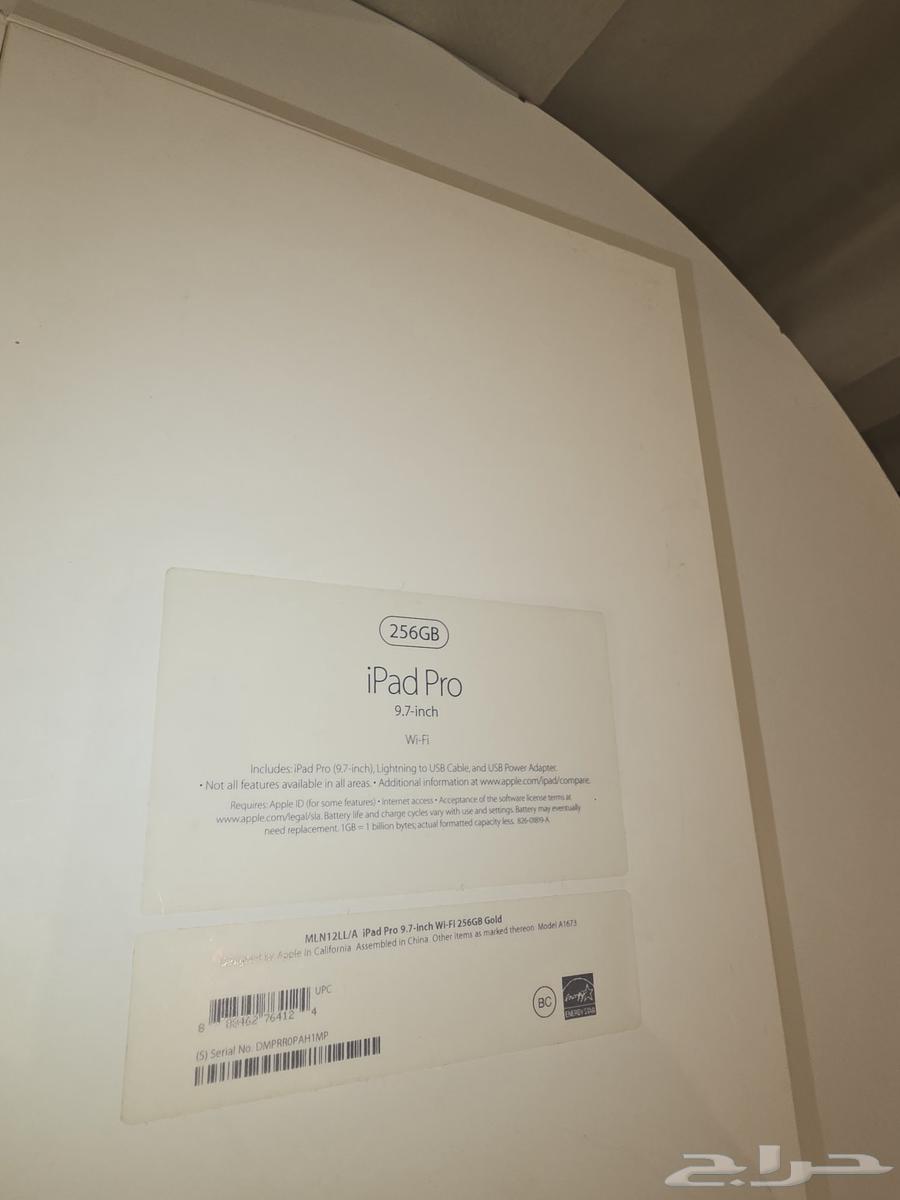 256GB
iPad Pro
9.7-inch
Wi-Fi
Includes: iPad Pro (9.7-inch), Lightning to USB Cable, and USB Power Adapter.
• Not all features available in all areas. • Additional information at www.apple.com/ipad/compare.
Requires: Apple ID (for some features) • Internet access • Acceptance of the software license terms at
www.apple.com/legal/sla. Battery life and charge cycles vary with use and settings. Battery may eventually
need replacement. 1GB = 1 billion bytes; actual formatted capacity less. 826-01819-A
MLN12LL/A iPad Pro 9.7-inch Wi-Fi 256GB Gold
Designed by Apple in California Assembled in China Other items as marked thereon Model A1673
UPC
8 88462 76412 4
(S) Serial No. DMPRR0PAH1MP
BC
energy
ENERGY STAR
حراج